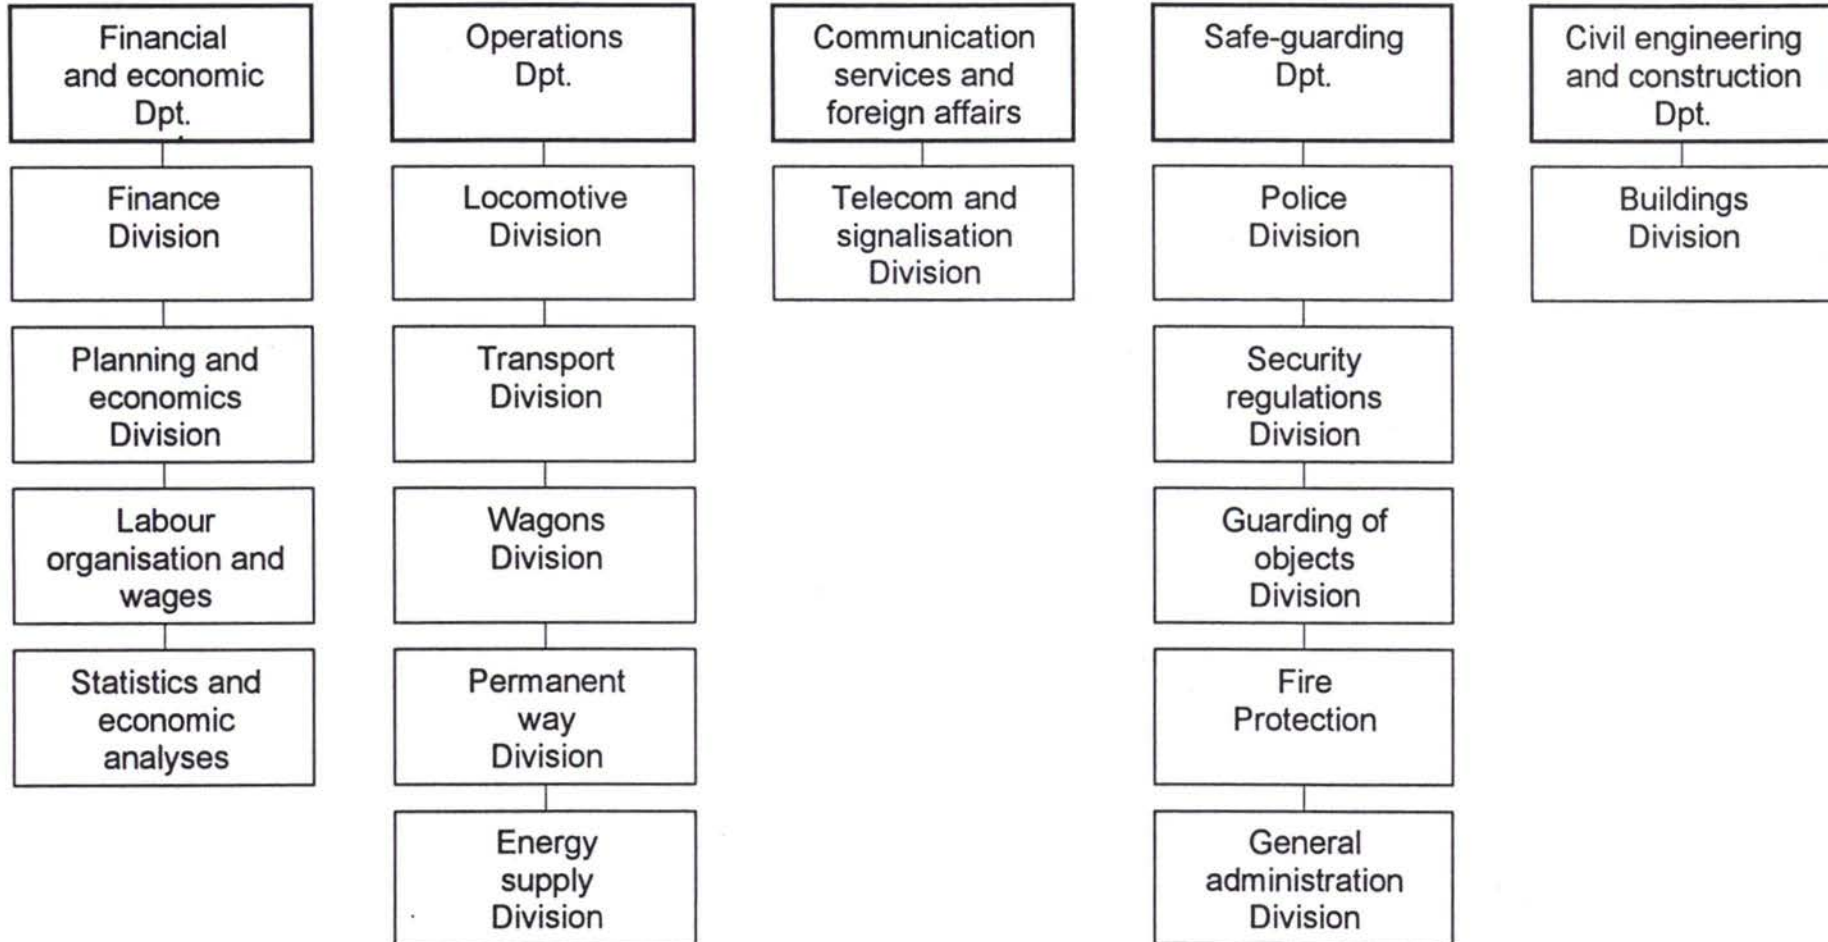 Financial
and economic
Dpt.
Finance
Division
Planning and
economics
Division
Labour
organisation and
wages
Statistics and
economic
analyses
Operations
Dpt.
Locomotive
Division
Transport
Division
Wagons
Division
Permanent
way
Division
Energy
supply
Division
Communication
services and
foreign affairs
Telecom and
signalisation
Division
Safe-guarding
Dpt.
Police
Division
Security
regulations
Division
Guarding of
objects
Division
Fire
Protection
General
administration
Division
Civil engineering
and construction
Dpt.
Buildings
Division